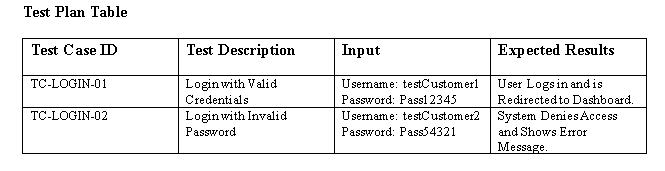 Test Plan Table
Test Case ID Test Description Input Expected Results
TC-LOGIN-01 Login with Valid Username: testCustomer1 User Logs in and is
Credentials Password: Pass12345 Redirected to Dashboard.
TC-LOGIN-02 Login with Invalid Username: testCustomer2 System Denies Access
Password Password: Pass54321 and Shows Error
Message.